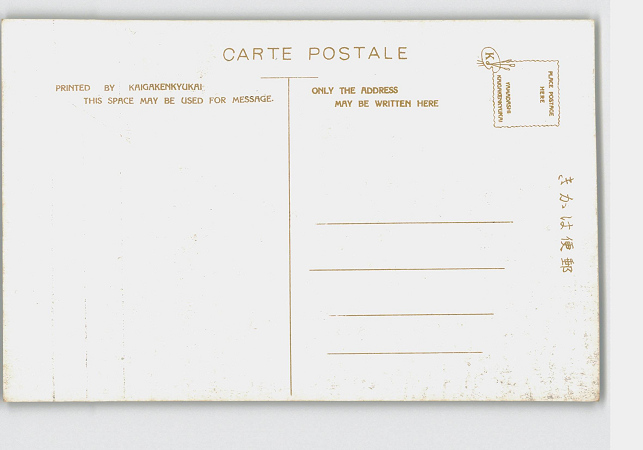 CARTE POSTALE
PRINTED BY KAIGAKENKYUKAI
THIS SPACE MAY BE USED FOR MESSAGE.
ONLY THE ADDRESS
MAY BE WRITTEN HERE
K
PLACE POSTAGE
HERE
KAIGAKENKYUKAI
きかは便郵